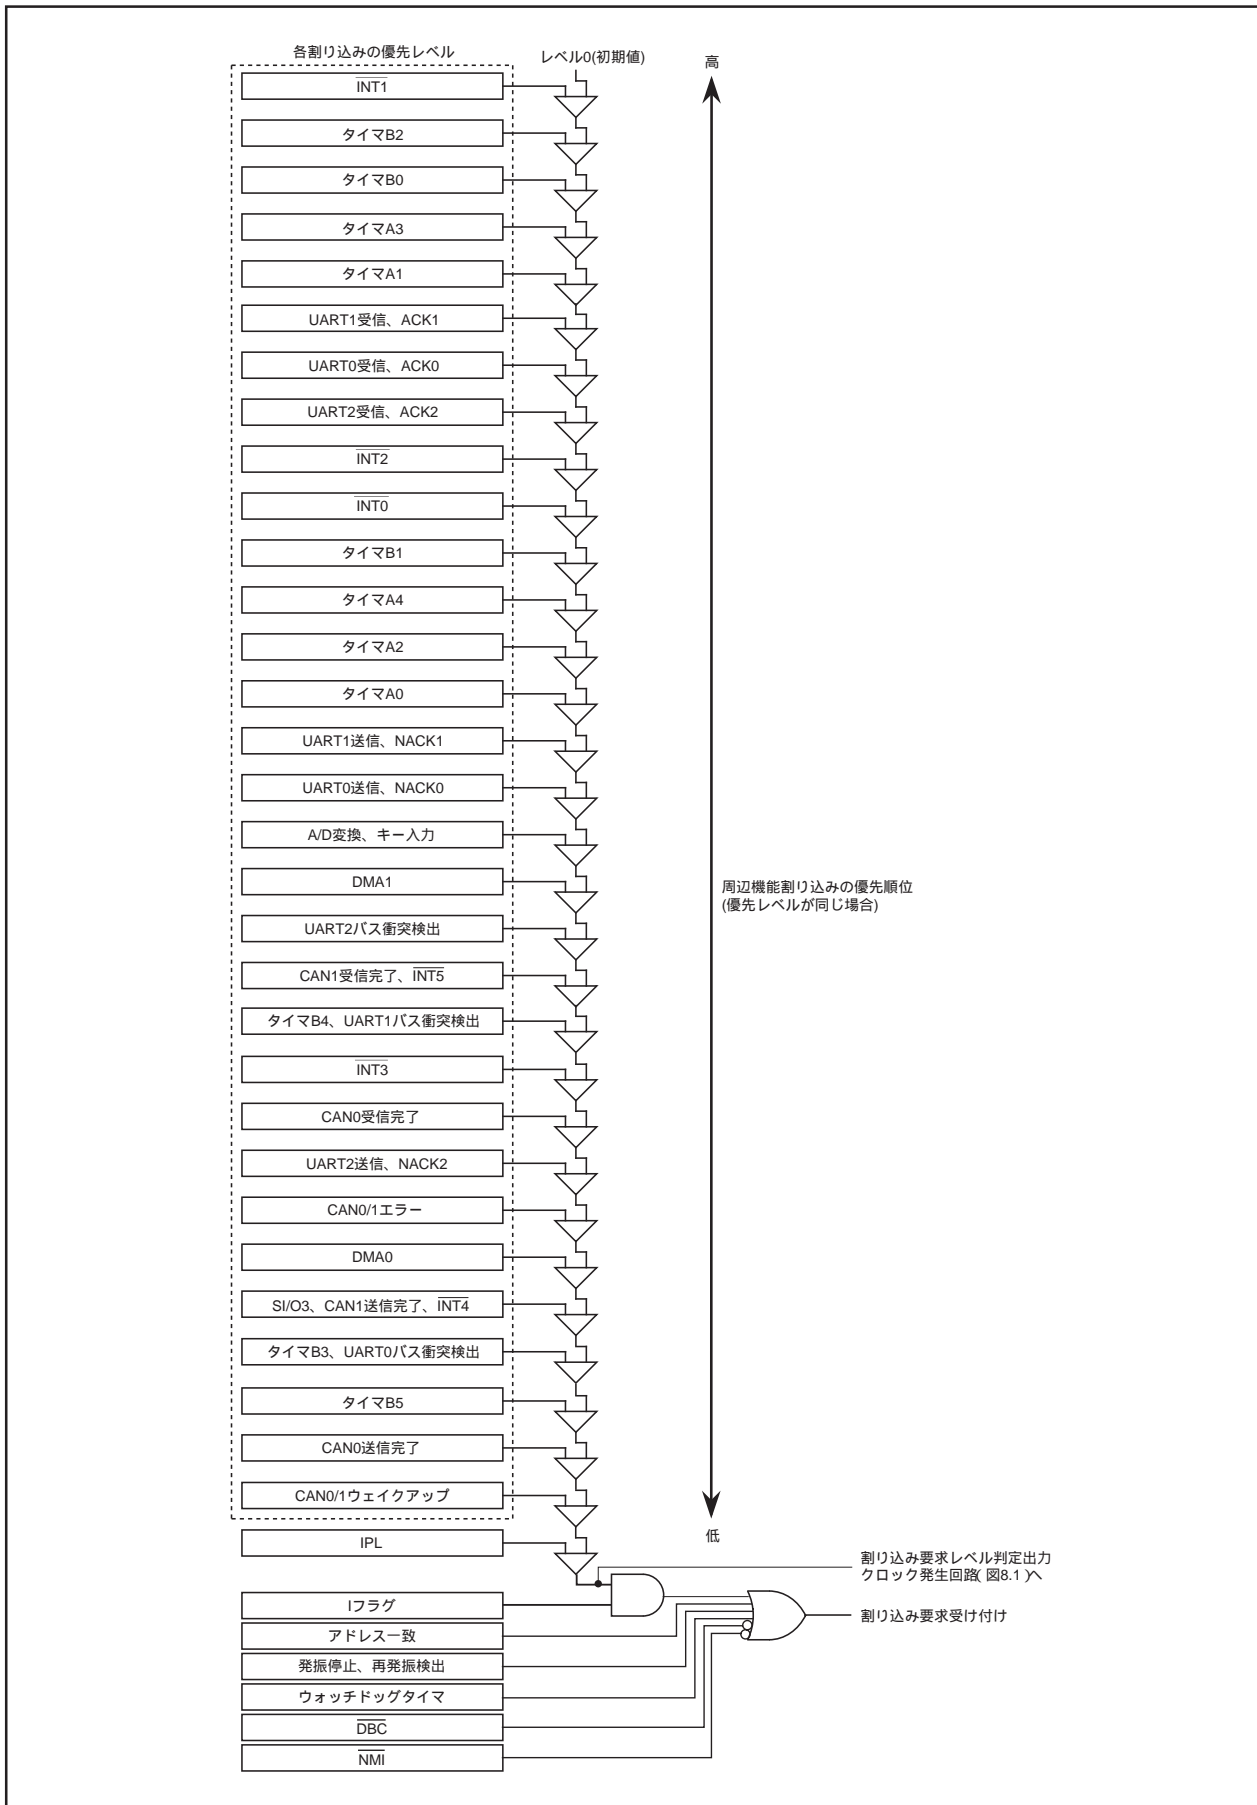 各割り込みの優先レベル
レベル0(初期値)
高
INT1
タイマB2
タイマB0
タイマA3
タイマA1
UART1受信、ACK1
UART0受信、ACK0
UART2受信、ACK2
INT2
INT0
タイマB1
タイマA4
タイマA2
タイマA0
UART1送信、NACK1
UART0送信、NACK0
A/D変換、キー入力
DMA1
周辺機能割り込みの優先順位
(優先レベルが同じ場合)
UART2バス衝突検出
CAN1受信完了、INT5
タイマB4、UART1バス衝突検出
INT3
CAN0受信完了
UART2送信、NACK2
CAN0/1エラー
DMA0
SI/O3、CAN1送信完了、INT4
タイマB3、UART0バス衝突検出
タイマB5
CAN0送信完了
CAN0/1ウェイクアップ
低
IPL
割り込み要求レベル判定出力
クロック発生回路(図8.1)へ
Iフラグ
割り込み要求受け付け
アドレス一致
発振停止、再発振検出
ウォッチドッグタイマ
DBC
NMI